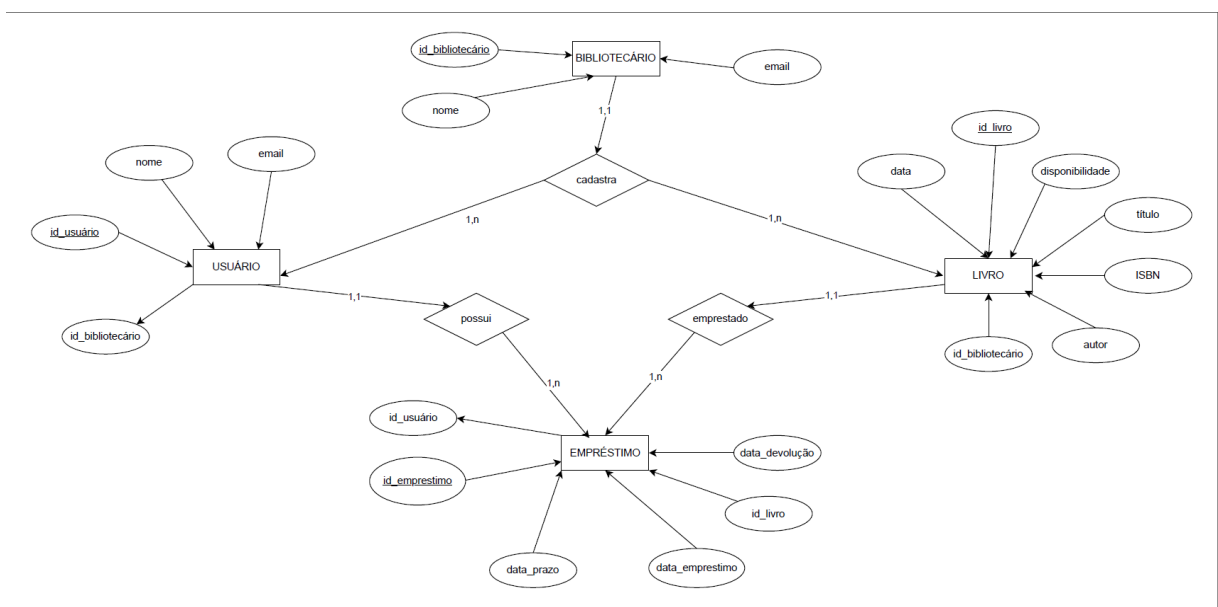 id_bibliotecário
BIBLIOTECÁRIO
email
nome
1,1
id_livro
nome
email
cadastra
data
disponibilidade
título
id_usuário
1,n
1,n
USUÁRIO
LIVRO
ISBN
1,1
1,1
possui
emprestado
id_bibliotecário
id_bibliotecário
autor
1,n
1,n
id_usuário
EMPRÉSTIMO
data_devolução
id_emprestimo
id_livro
data_prazo
data_emprestimo